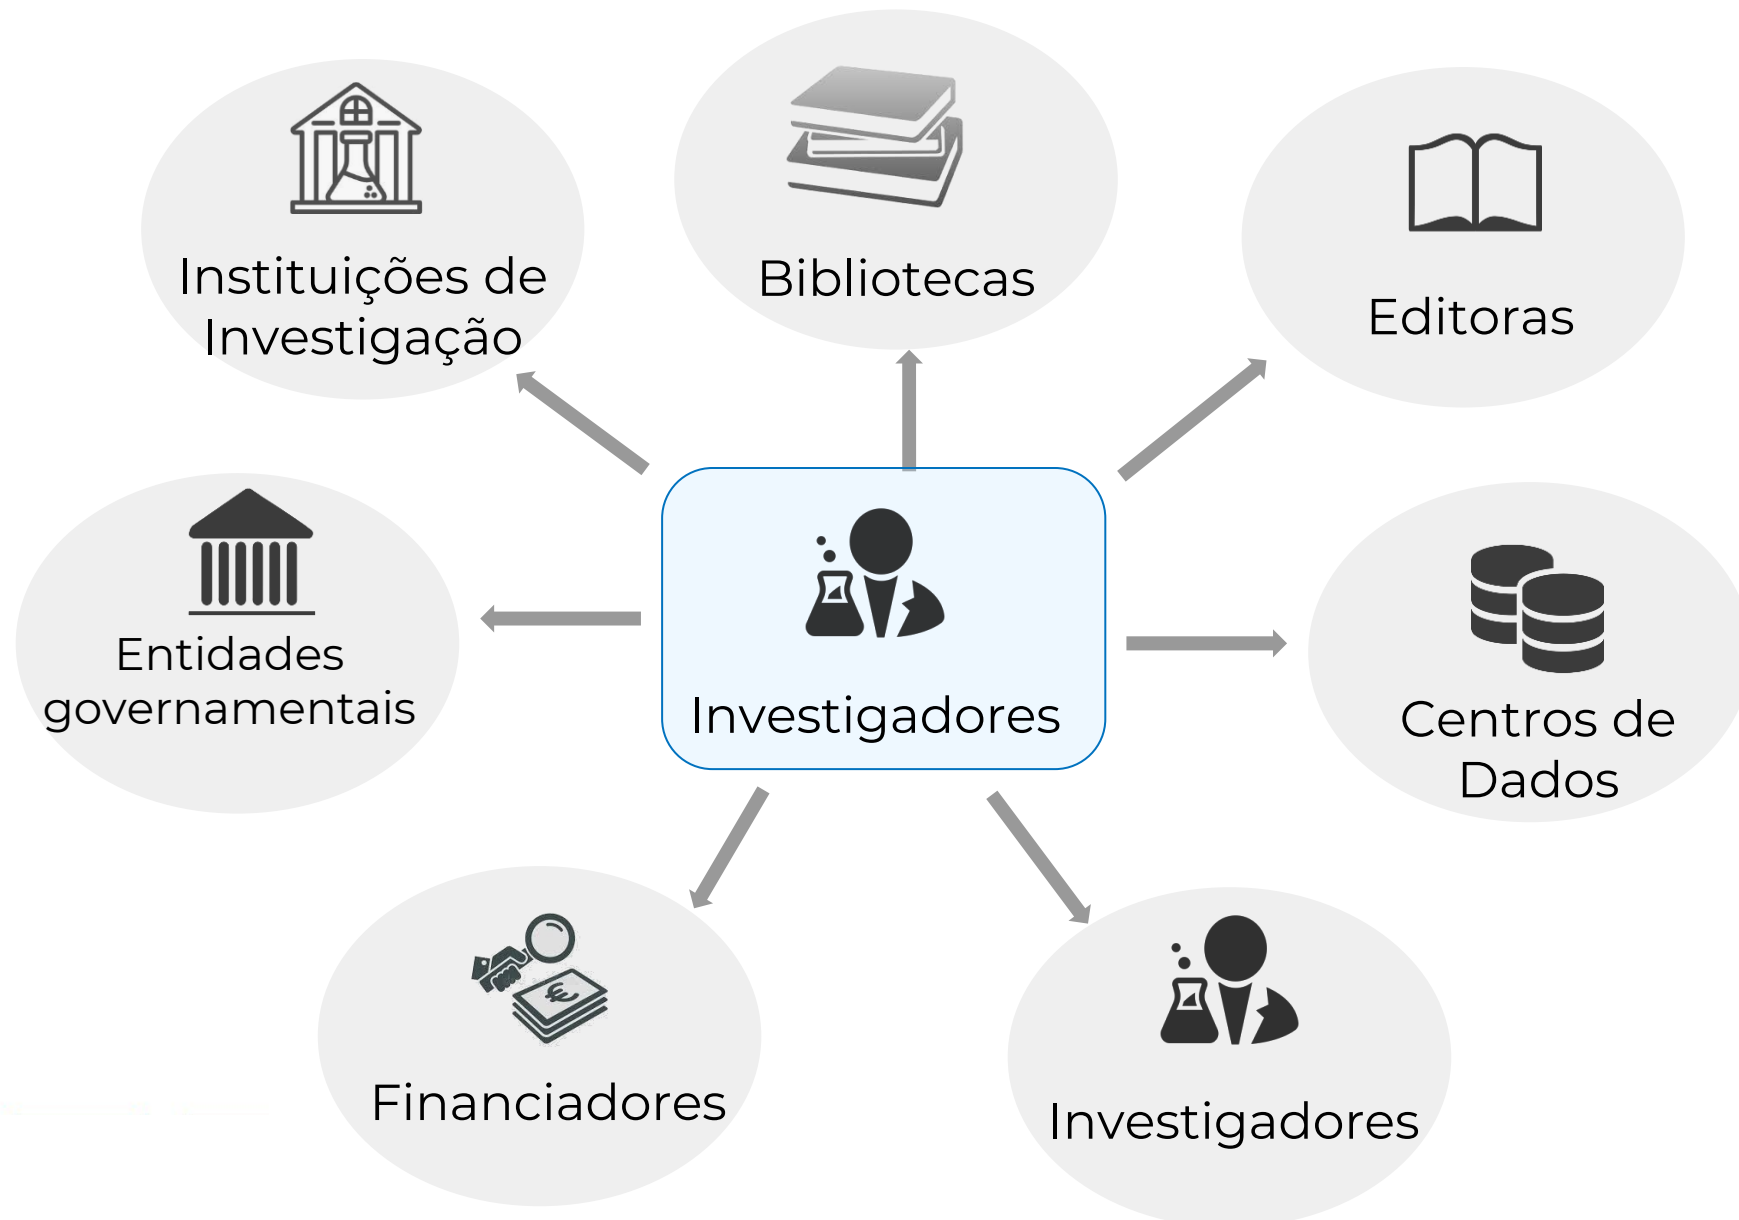 Instituições de
Investigação
Bibliotecas
Editoras
Entidades
governamentais
Investigadores
Centros de
Dados
Financiadores
Investigadores